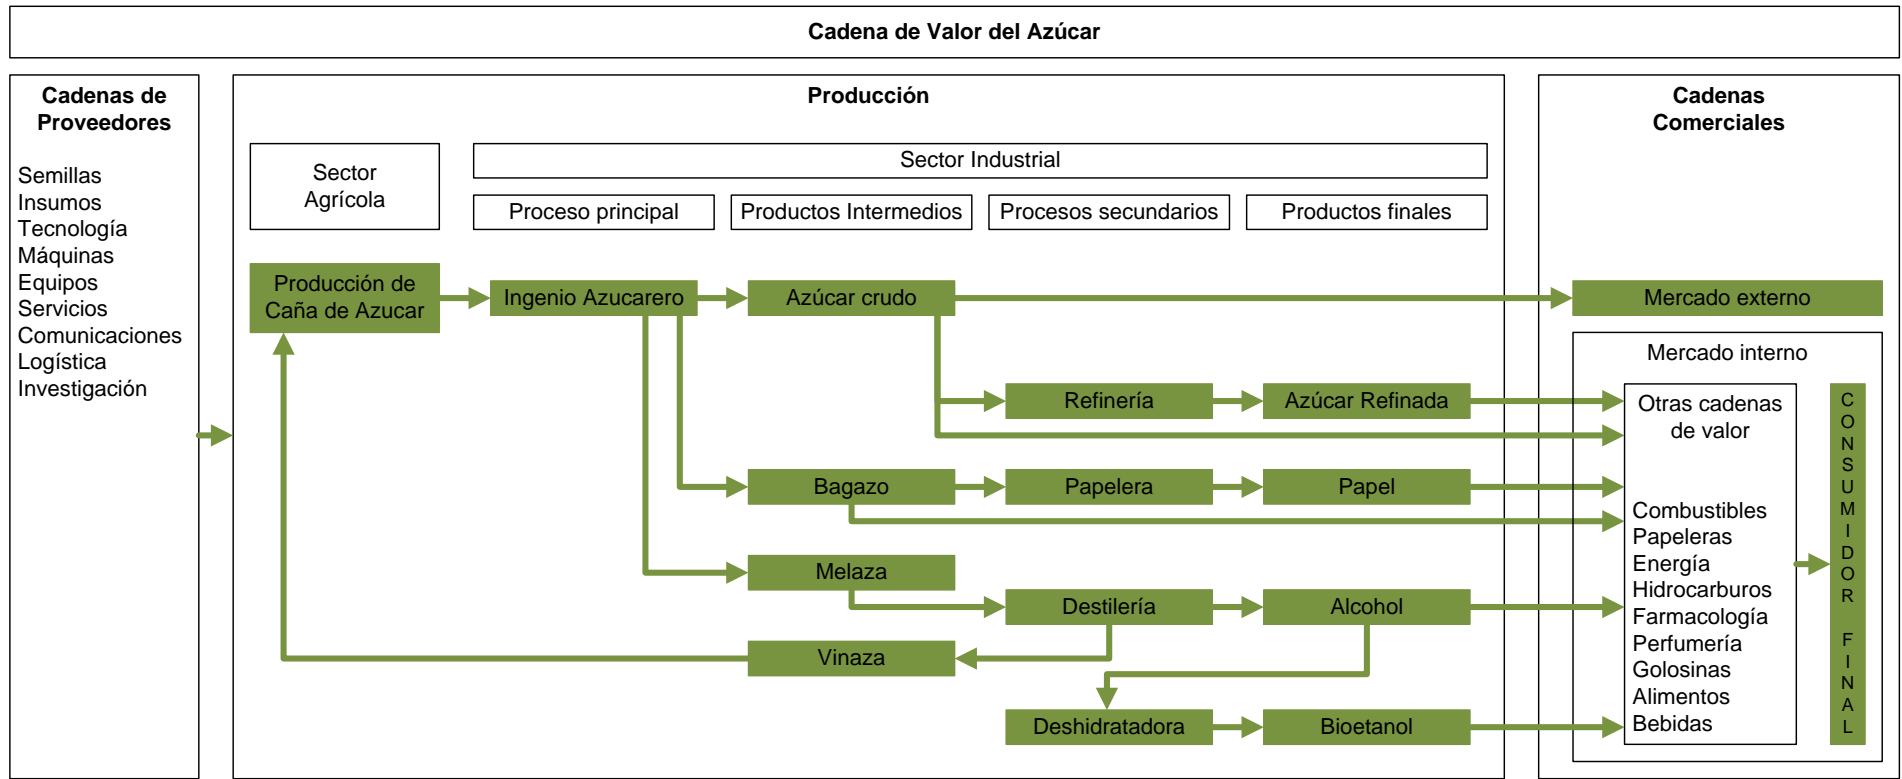 Cadena de Valor del Azúcar
Cadenas de
Proveedores
Semillas
Insumos
Tecnología
Máquinas
Equipos
Servicios
Comunicaciones
Logística
Investigación
Producción
Sector
Agrícola
Sector Industrial
Proceso principal
Productos Intermedios
Procesos secundarios
Productos finales
Producción de
Caña de Azucar
Ingenio Azucarero
Azúcar crudo
Refinería
Azúcar Refinada
Bagazo
Papelera
Papel
Melaza
Destilería
Alcohol
Vinaza
Deshidratadora
Bioetanol
Cadenas
Comerciales
Mercado externo
Mercado interno
Otras cadenas
de valor
Combustibles
Papeleras
Energía
Hidrocarburos
Farmacología
Perfumería
Golosinas
Alimentos
Bebidas
CONSUMIDOR FINAL